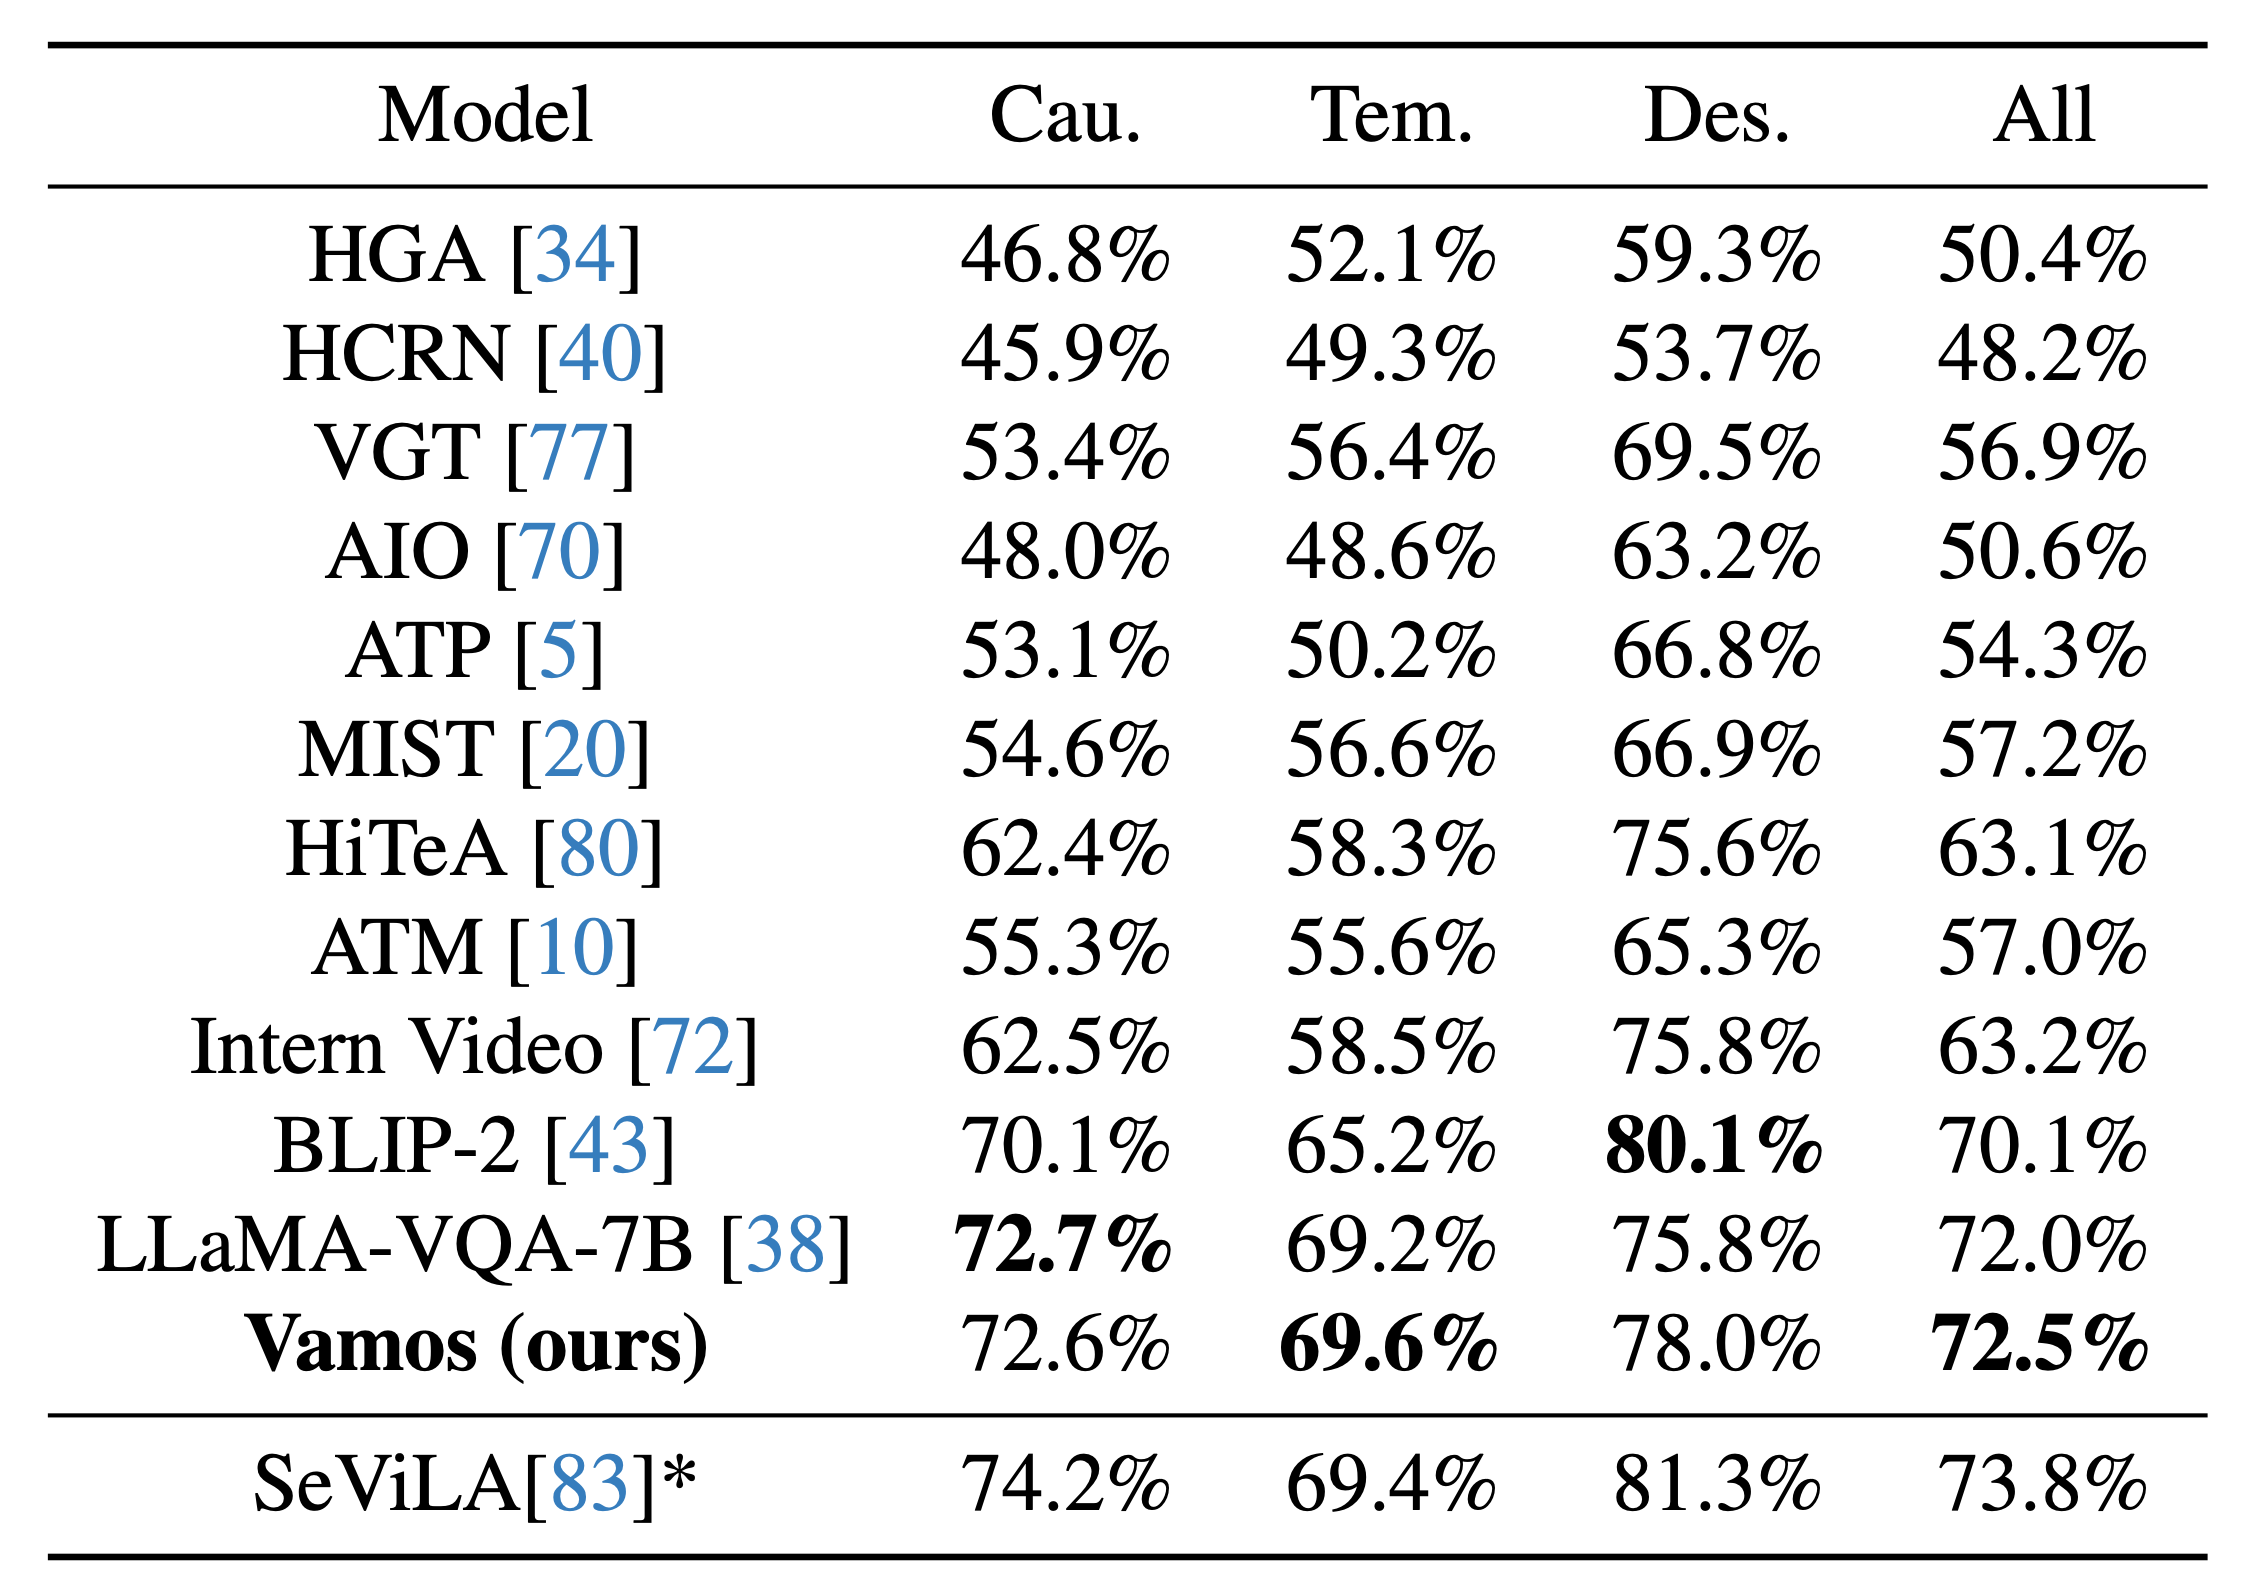 Model Cau. Tem. Des. All
HGA [34] 46.8% 52.1% 59.3% 50.4%
HCRN [40] 45.9% 49.3% 53.7% 48.2%
VGT [77] 53.4% 56.4% 69.5% 56.9%
AIO [70] 48.0% 48.6% 63.2% 50.6%
ATP [5] 53.1% 50.2% 66.8% 54.3%
MIST [20] 54.6% 56.6% 66.9% 57.2%
HiTeA [80] 62.4% 58.3% 75.6% 63.1%
ATM [10] 55.3% 55.6% 65.3% 57.0%
Intern Video [72] 62.5% 58.5% 75.8% 63.2%
BLIP-2 [43] 70.1% 65.2% 80.1% 70.1%
LLaMA-VQA-7B [38] 72.7% 69.2% 75.8% 72.0%
Vamos (ours) 72.6% 69.6% 78.0% 72.5%
SeViLA[83]* 74.2% 69.4% 81.3% 73.8%